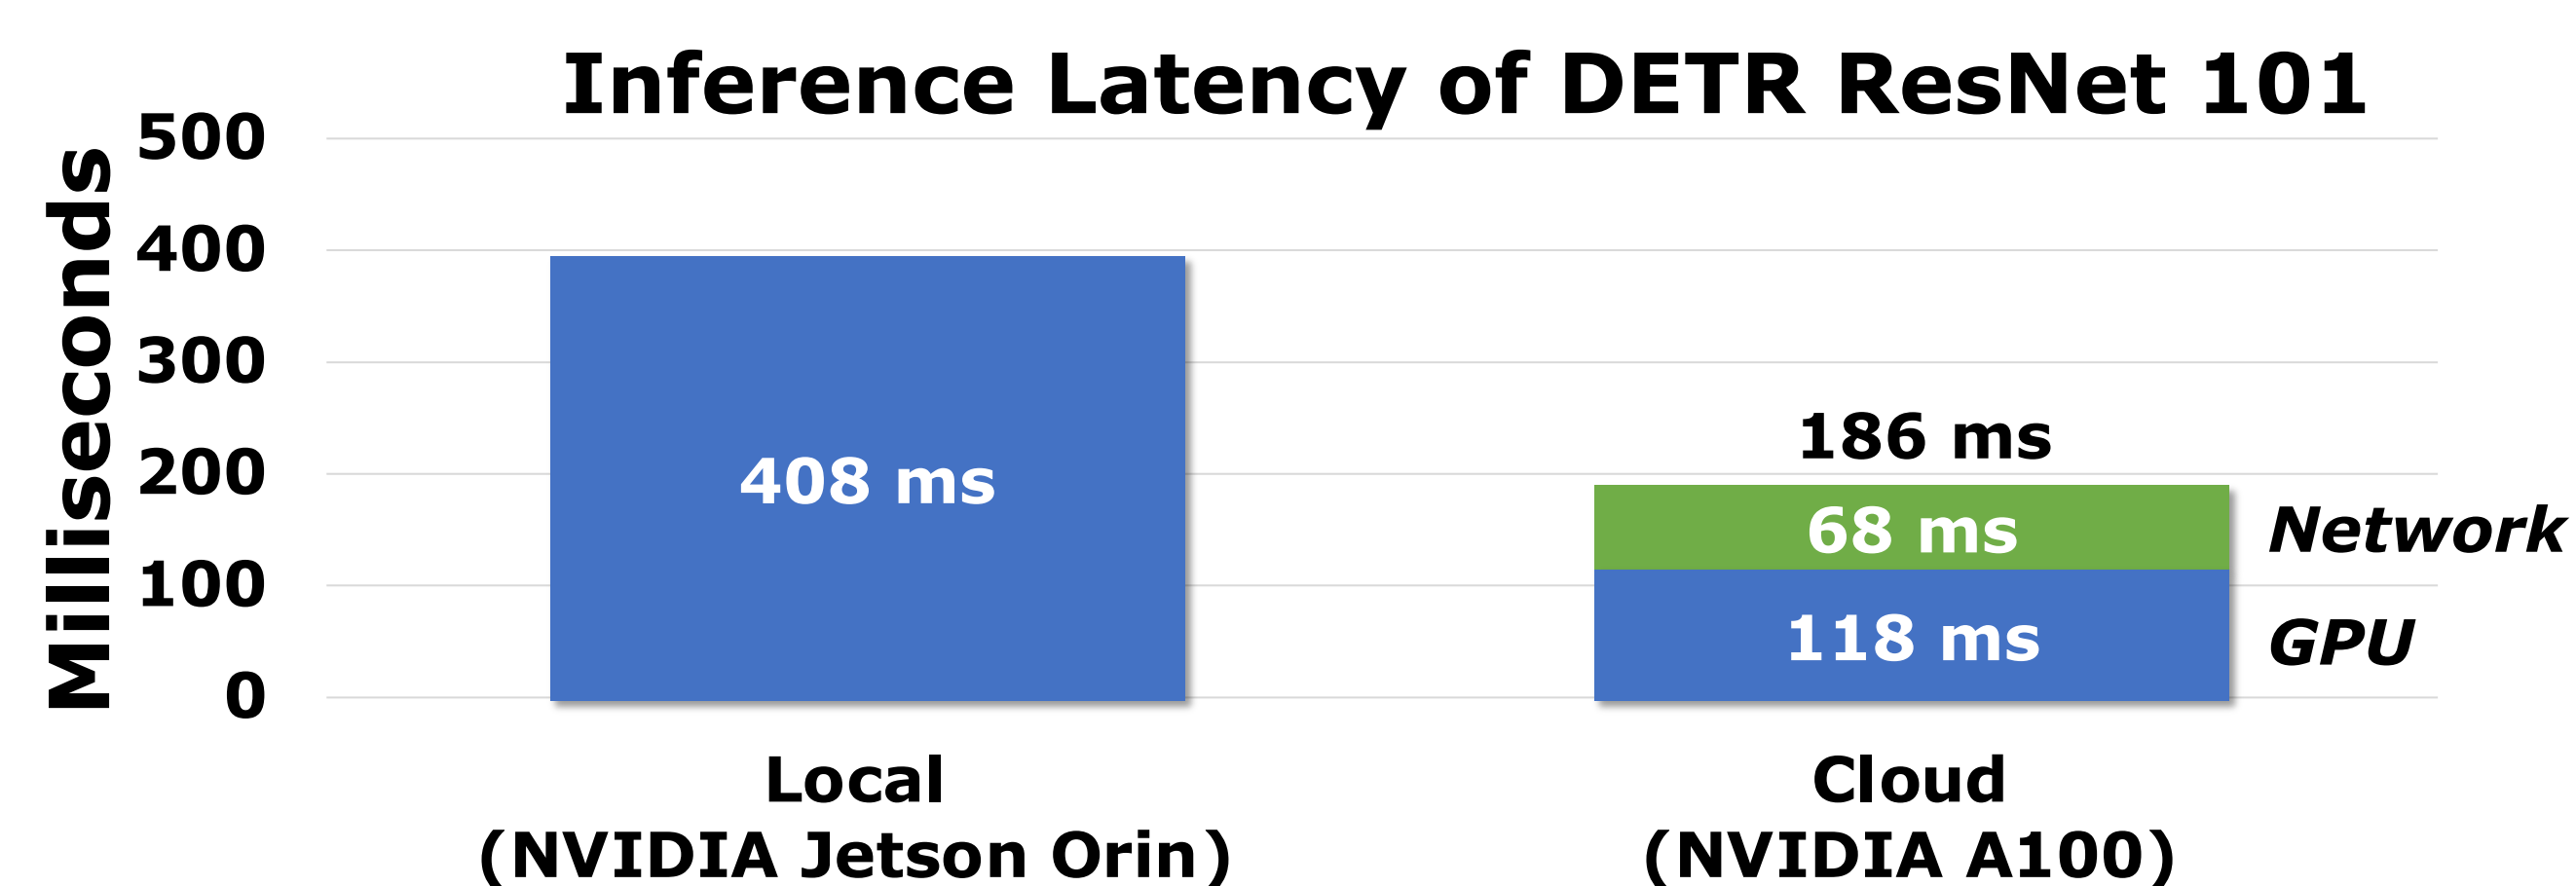 Inference Latency of DETR ResNet 101
Milliseconds
500
400
300
200
100
0
408 ms
186 ms
68 ms
118 ms
Network
GPU
Local
(NVIDIA Jetson Orin)
Cloud
(NVIDIA A100)